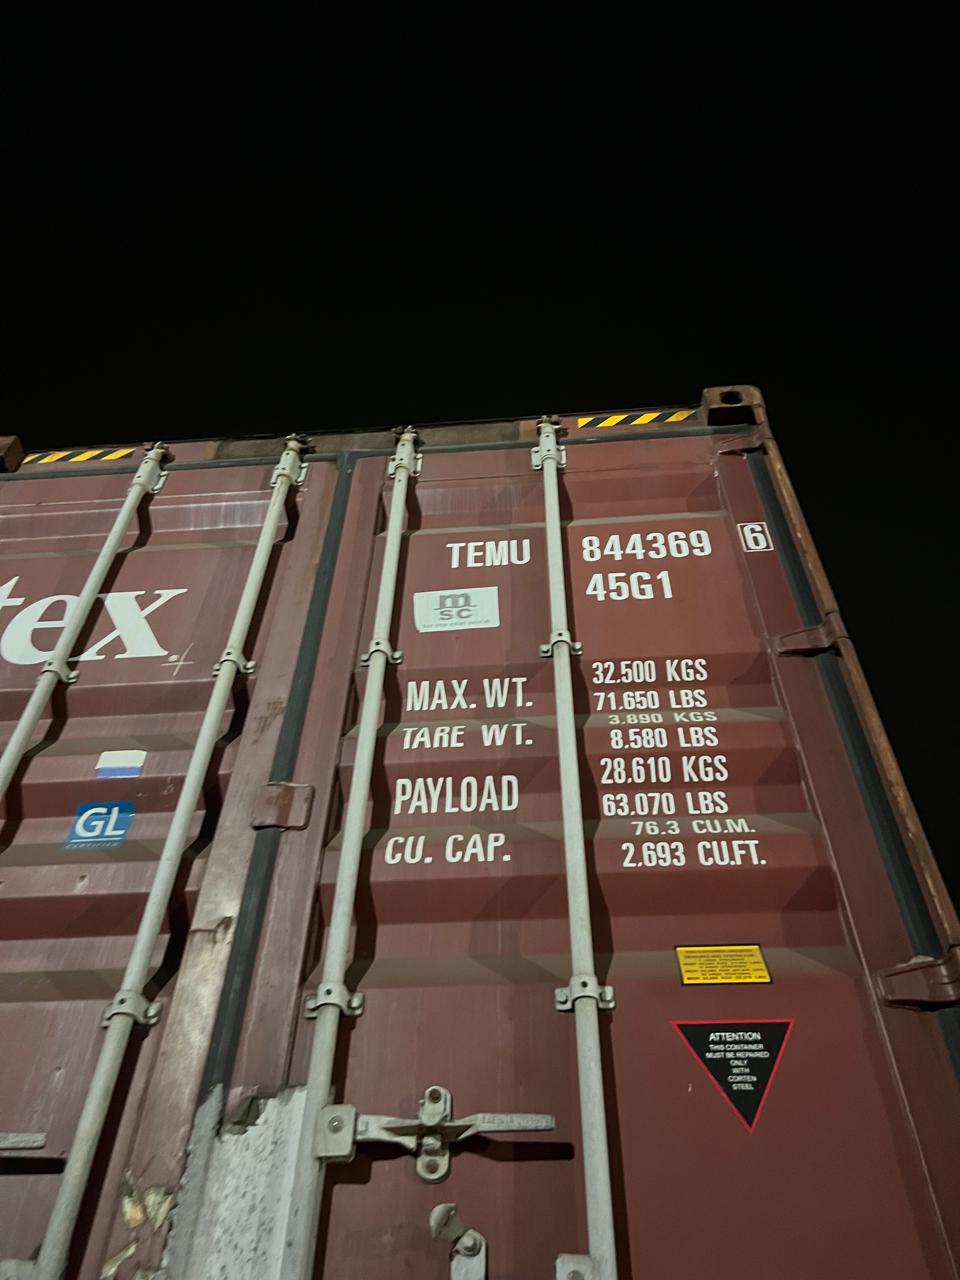 tex
GL
CERTIFIED
TEMU 844369 6
45G1
msc
MAX. WT. 32.500 KGS
71.650 LBS
TARE WT. 3.890 KGS
8.580 LBS
PAYLOAD 28.610 KGS
63.070 LBS
CU. CAP. 76.3 CU.M.
2.693 CU.FT.
ATTENTION
THIS CONTAINER
MUST BE REPAIRED
ONLY
WITH
CORTEN
STEEL